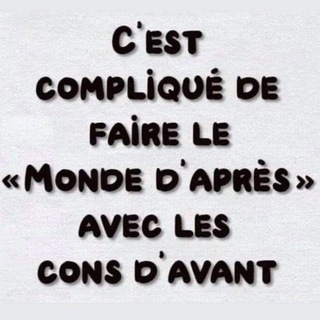 C'est
compliqué de
faire le
«Monde d'après»
avec les
cons d'avant